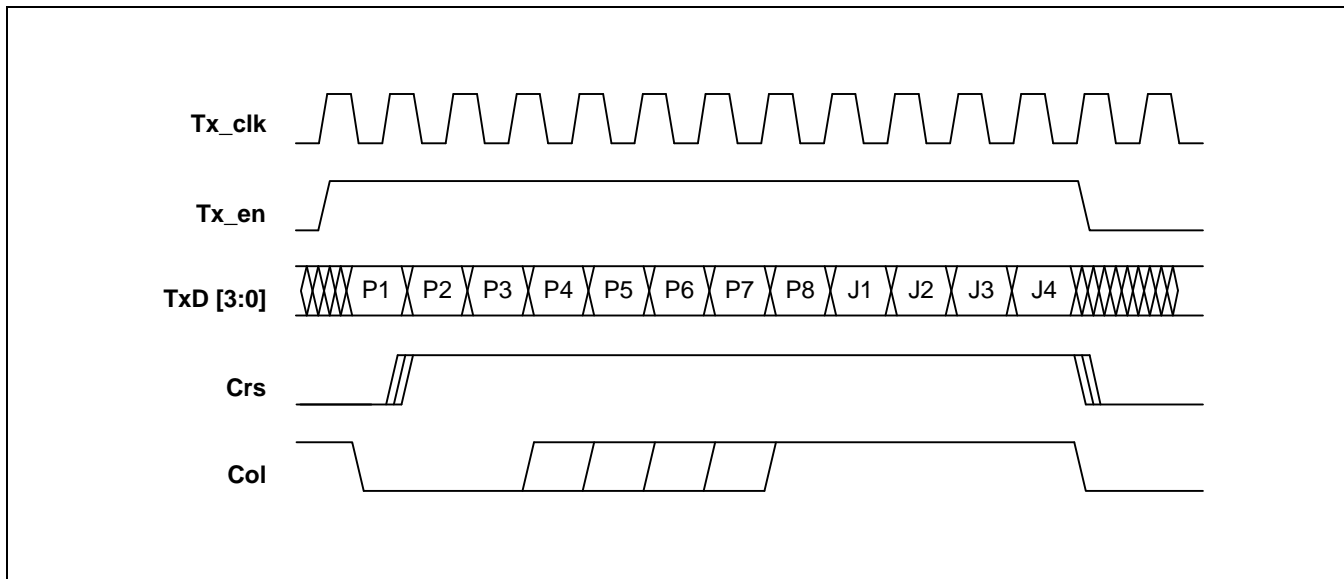 Tx_clk
Tx_en
TxD [3:0] P1 P2 P3 P4 P5 P6 P7 P8 J1 J2 J3 J4
Crs
Col